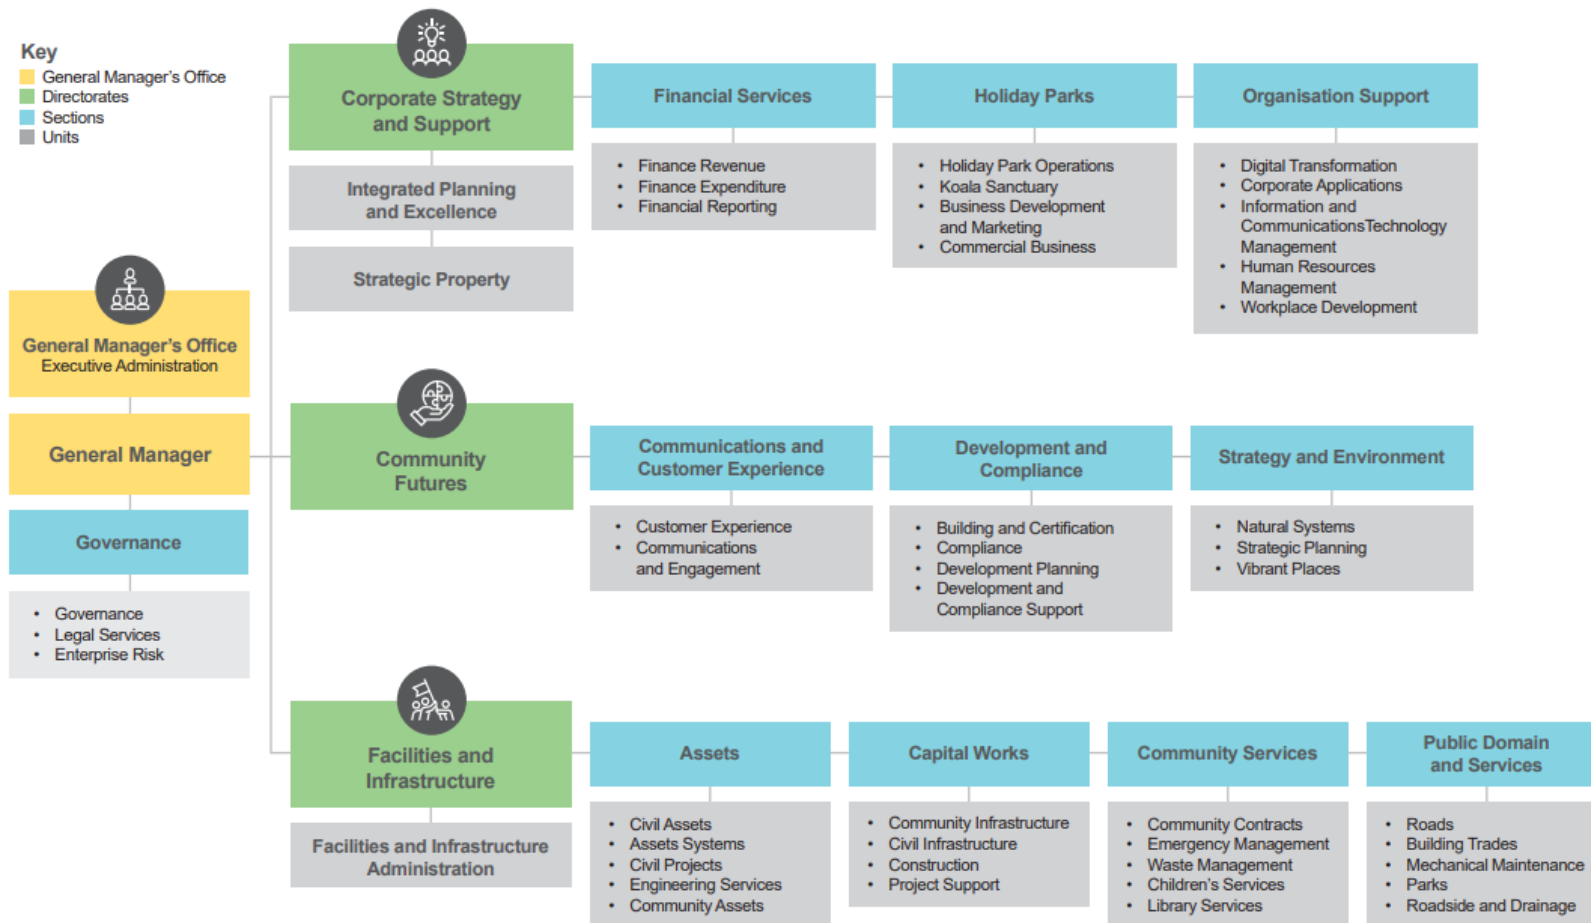 Key
General Manager's Office
Directorates
Sections
Units
General Manager's Office
Executive Administration
General Manager
Governance
• Governance
• Legal Services
• Enterprise Risk
Corporate Strategy
and Support
Integrated Planning
and Excellence
Strategic Property
Financial Services
• Finance Revenue
• Finance Expenditure
• Financial Reporting
Holiday Parks
• Holiday Park Operations
• Koala Sanctuary
• Business Development
and Marketing
• Commercial Business
Organisation Support
• Digital Transformation
• Corporate Applications
• Information and
CommunicationsTechnology
Management
• Human Resources
Management
• Workplace Development
Community
Futures
Communications and
Customer Experience
• Customer Experience
• Communications
and Engagement
Development and
Compliance
• Building and Certification
• Compliance
• Development Planning
• Development and
Compliance Support
Strategy and Environment
• Natural Systems
• Strategic Planning
• Vibrant Places
Facilities and
Infrastructure
Facilities and Infrastructure
Administration
Assets
• Civil Assets
• Assets Systems
• Civil Projects
• Engineering Services
• Community Assets
Capital Works
• Community Infrastructure
• Civil Infrastructure
• Construction
• Project Support
Community Services
• Community Contracts
• Emergency Management
• Waste Management
• Children's Services
• Library Services
Public Domain
and Services
• Roads
• Building Trades
• Mechanical Maintenance
• Parks
• Roadside and Drainage